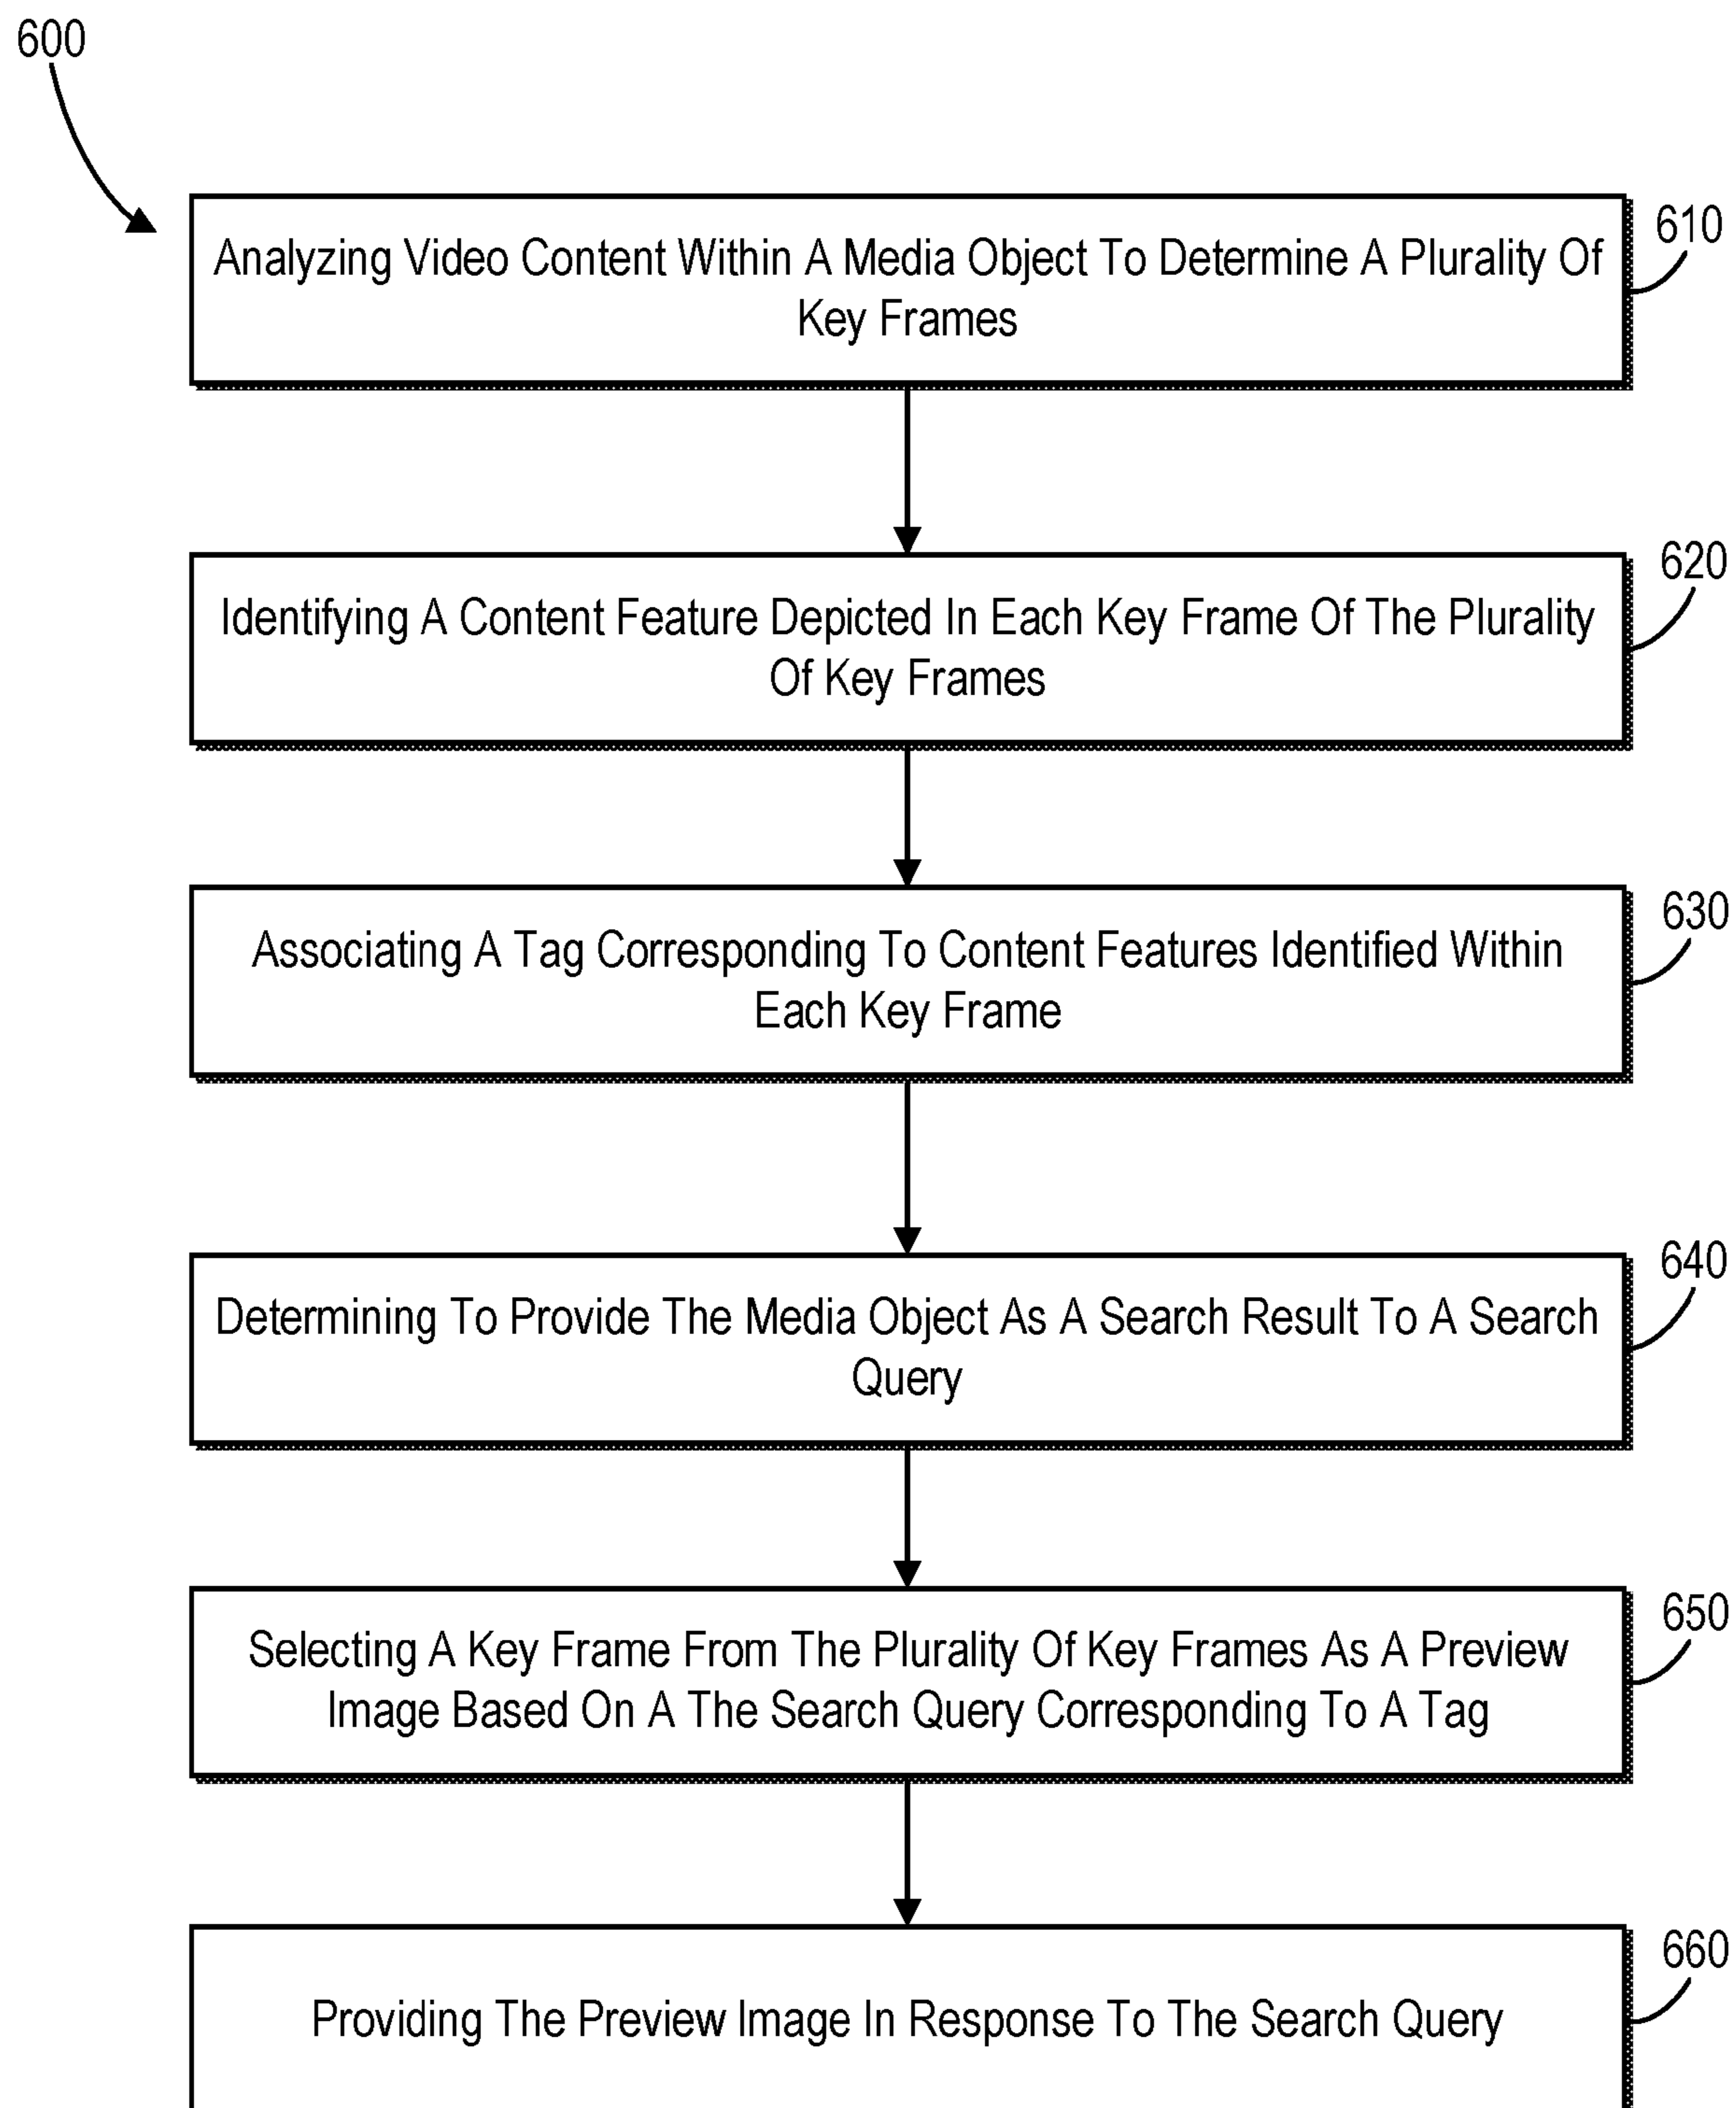 600
610
Analyzing Video Content Within A Media Object To Determine A Plurality Of
Key Frames
620
Identifying A Content Feature Depicted In Each Key Frame Of The Plurality
Of Key Frames
630
Associating A Tag Corresponding To Content Features Identified Within
Each Key Frame
640
Determining To Provide The Media Object As A Search Result To A Search
Query
650
Selecting A Key Frame From The Plurality Of Key Frames As A Preview
Image Based On A The Search Query Corresponding To A Tag
660
Providing The Preview Image In Response To The Search Query